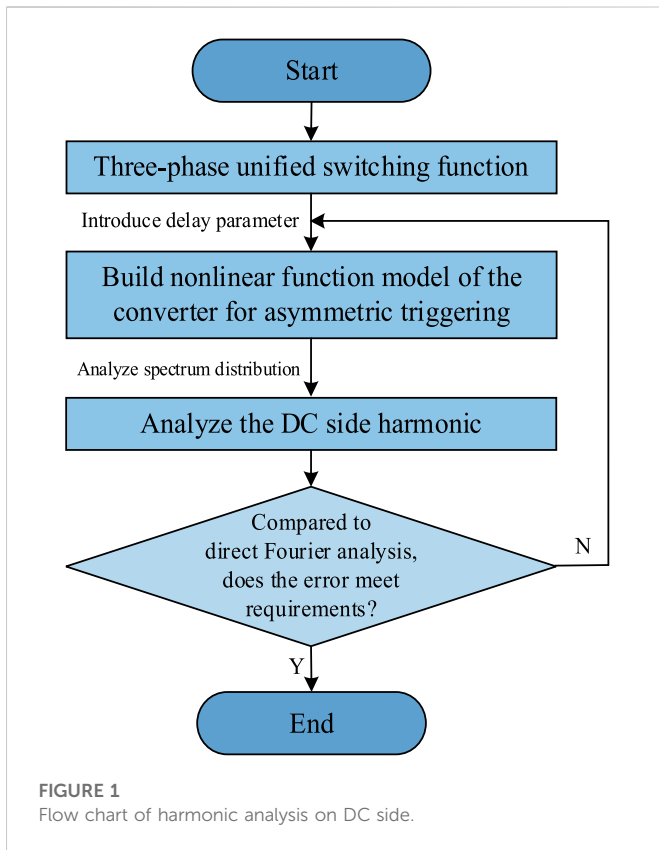 Start
Three-phase unified switching function
Introduce delay parameter
Build nonlinear function model of the
converter for asymmetric triggering
Analyze spectrum distribution
Analyze the DC side harmonic
Compared to
direct Fourier analysis,
does the error meet
requirements?
N
Y
End
FIGURE 1
Flow chart of harmonic analysis on DC side.